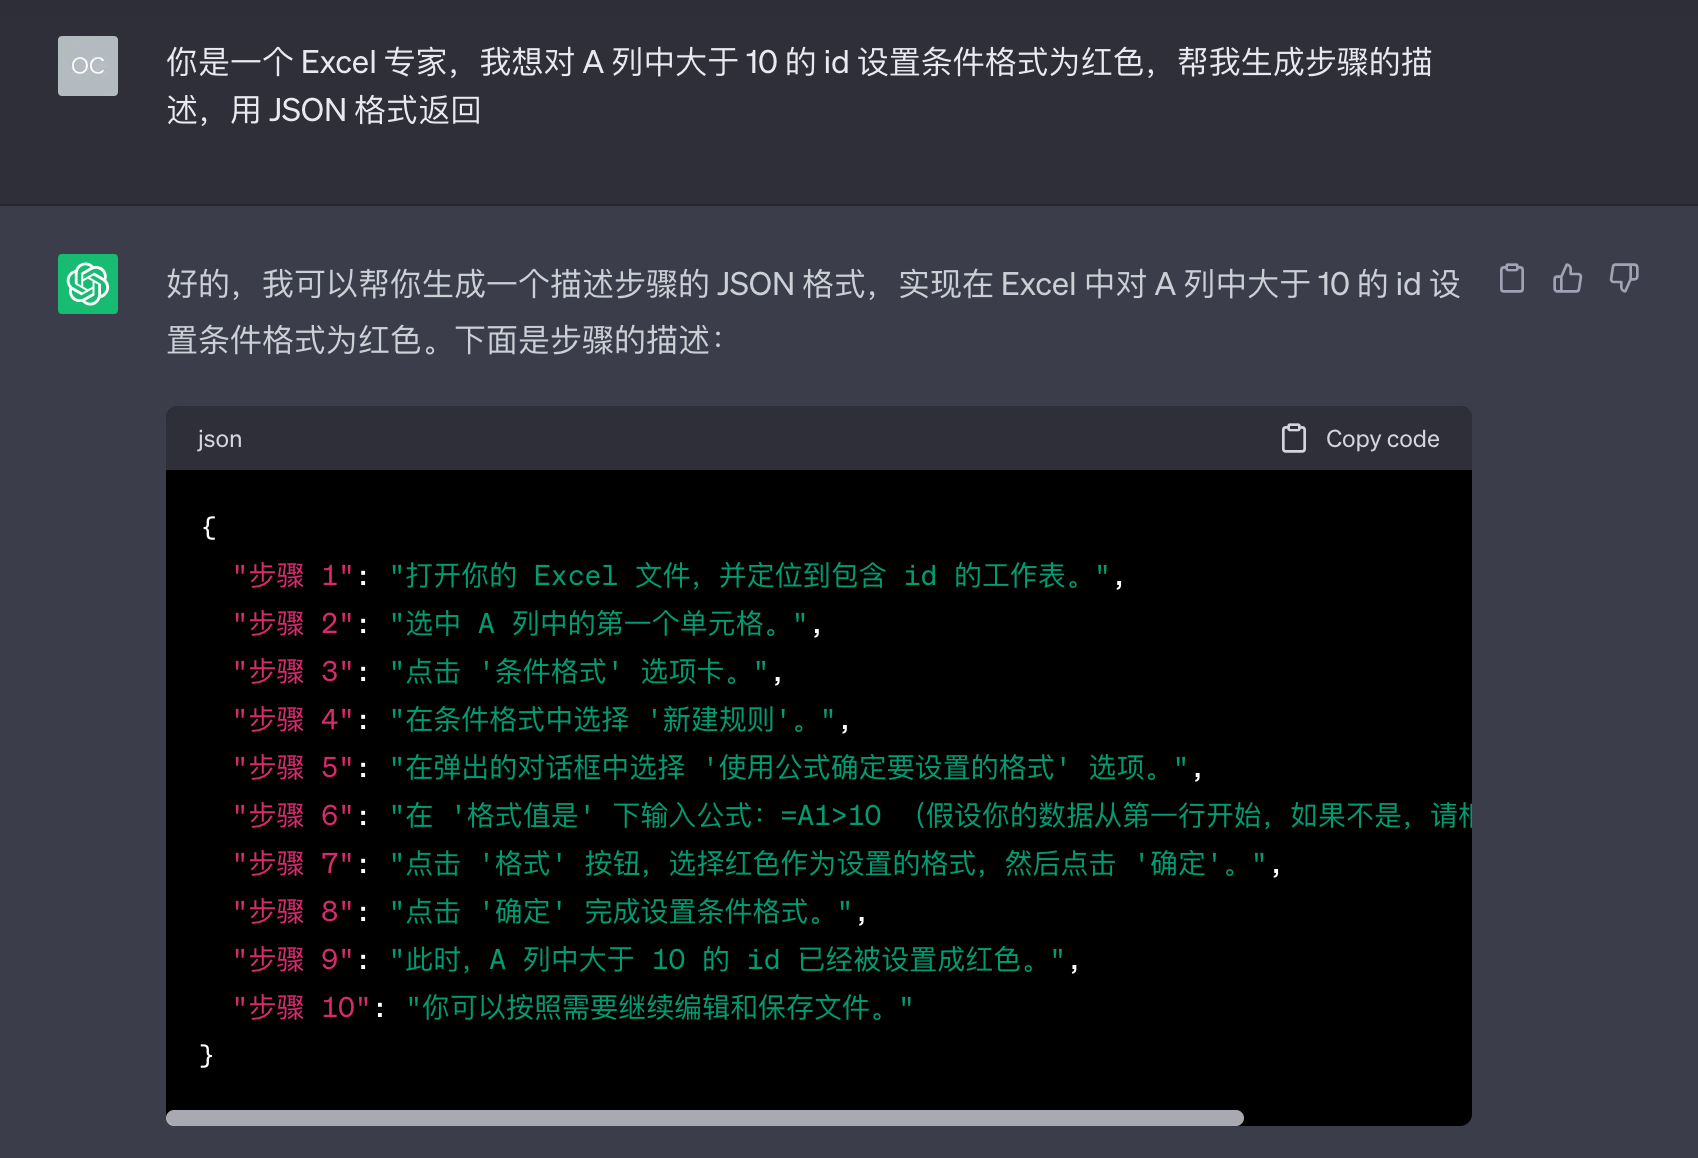 OC
你是一个 Excel 专家，我想对 A 列中大于 10 的 id 设置条件格式为红色，帮我生成步骤的描
述，用 JSON 格式返回
好的，我可以帮你生成一个描述步骤的 JSON 格式，实现在 Excel 中对 A 列中大于 10 的 id 设
置条件格式为红色。下面是步骤的描述：
json
Copy code
{
"步骤 1": "打开你的 Excel 文件，并定位到包含 id 的工作表。",
"步骤 2": "选中 A 列中的第一个单元格。",
"步骤 3": "点击 '条件格式' 选项卡。",
"步骤 4": "在条件格式中选择 '新建规则'。",
"步骤 5": "在弹出的对话框中选择 '使用公式确定要设置的格式' 选项。",
"步骤 6": "在 '格式值是' 下输入公式：=A1>10 （假设你的数据从第一行开始，如果不是，请
"步骤 7": "点击 '格式' 按钮，选择红色作为设置的格式，然后点击 '确定'。",
"步骤 8": "点击 '确定' 完成设置条件格式。",
"步骤 9": "此时，A 列中大于 10 的 id 已经被设置成红色。",
"步骤 10": "你可以按照需要继续编辑和保存文件。"
}